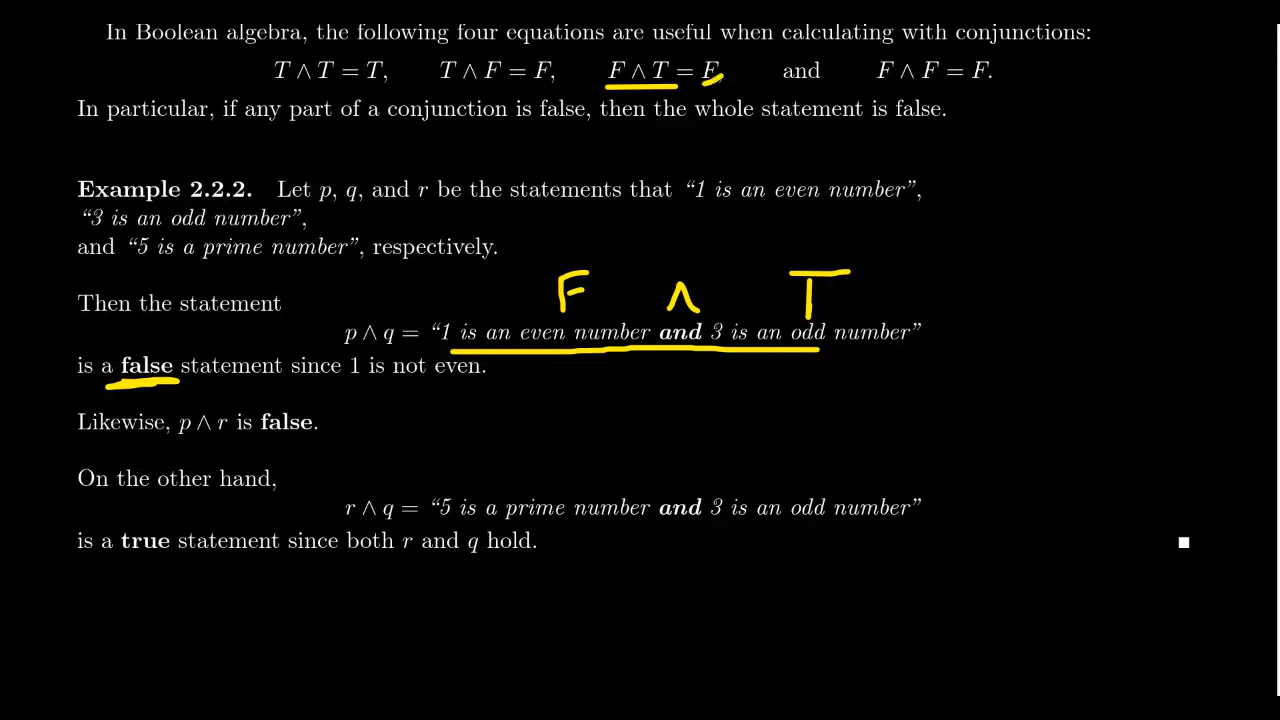 In Boolean algebra, the following four equations are useful when calculating with conjunctions:
T ∧ T = T, T ∧ F = F, F ∧ T = F, and F ∧ F = F.
In particular, if any part of a conjunction is false, then the whole statement is false.
Example 2.2.2. Let p, q, and r be the statements that “1 is an even number”,
“3 is an odd number”,
and “5 is a prime number”, respectively.
F ∧ T
Then the statement
p ∧ q = “1 is an even number and 3 is an odd number”
is a false statement since 1 is not even.
Likewise, p ∧ r is false.
On the other hand,
r ∧ q = “5 is a prime number and 3 is an odd number”
is a true statement since both r and q hold.